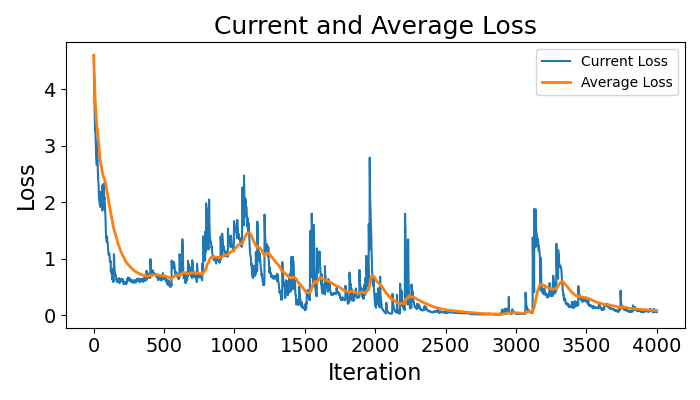 Current and Average Loss
Current Loss
Average Loss
Loss
4
3
2
1
0
0 500 1000 1500 2000 2500 3000 3500 4000
Iteration